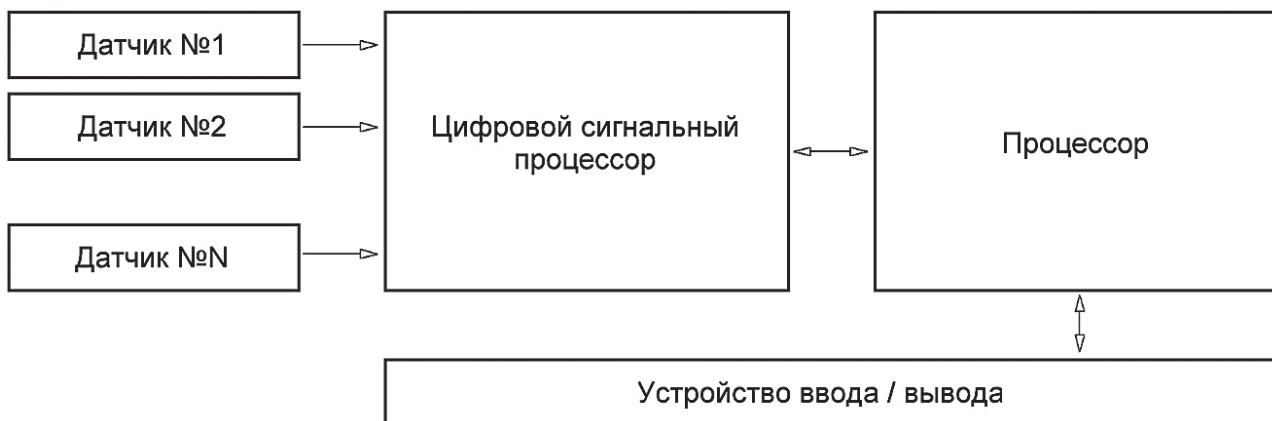 Датчик №1
Датчик №2
Датчик №N
Цифровой сигнальный
процессор
Процессор
Устройство ввода / вывода